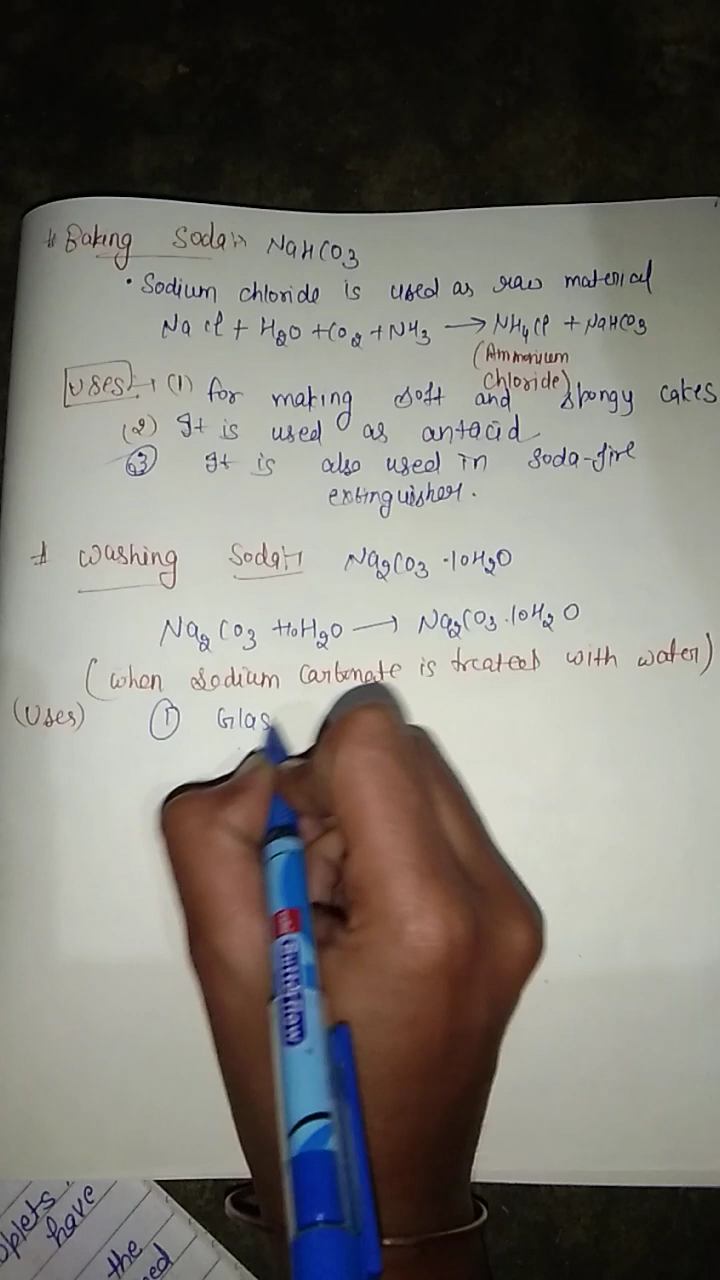 # Baking Soda:- NaHCO3
• Sodium chloride is used as raw material
NaCl + H2O + CO2 + NH3 → NH4Cl + NaHCO3
(Ammonium
Chloride)
Uses:→ (1) for making soft and spongy cakes
(2) It is used as antacid
(3) It is also used in soda-fire
extinguisher.
# Washing Soda:- Na2CO3 ·10H2O
Na2CO3 +10H2O → Na2CO3.10H2O
(when sodium carbonate is treated with water)
(Uses) (1) Glas
have
the